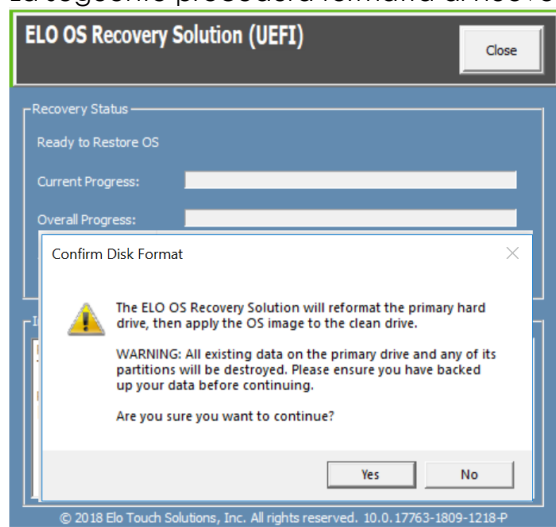 ELO OS Recovery Solution (UEFI)
Close
Recovery Status
Ready to Restore OS
Current Progress:
Overall Progress:
Confirm Disk Format
The ELO OS Recovery Solution will reformat the primary hard
drive, then apply the OS image to the clean drive.
WARNING: All existing data on the primary drive and any of its
partitions will be destroyed. Please ensure you have backed
up your data before continuing.
Are you sure you want to continue?
Yes
No
© 2018 Elo Touch Solutions, Inc. All rights reserved. 10.0.17763-1809-1218-P